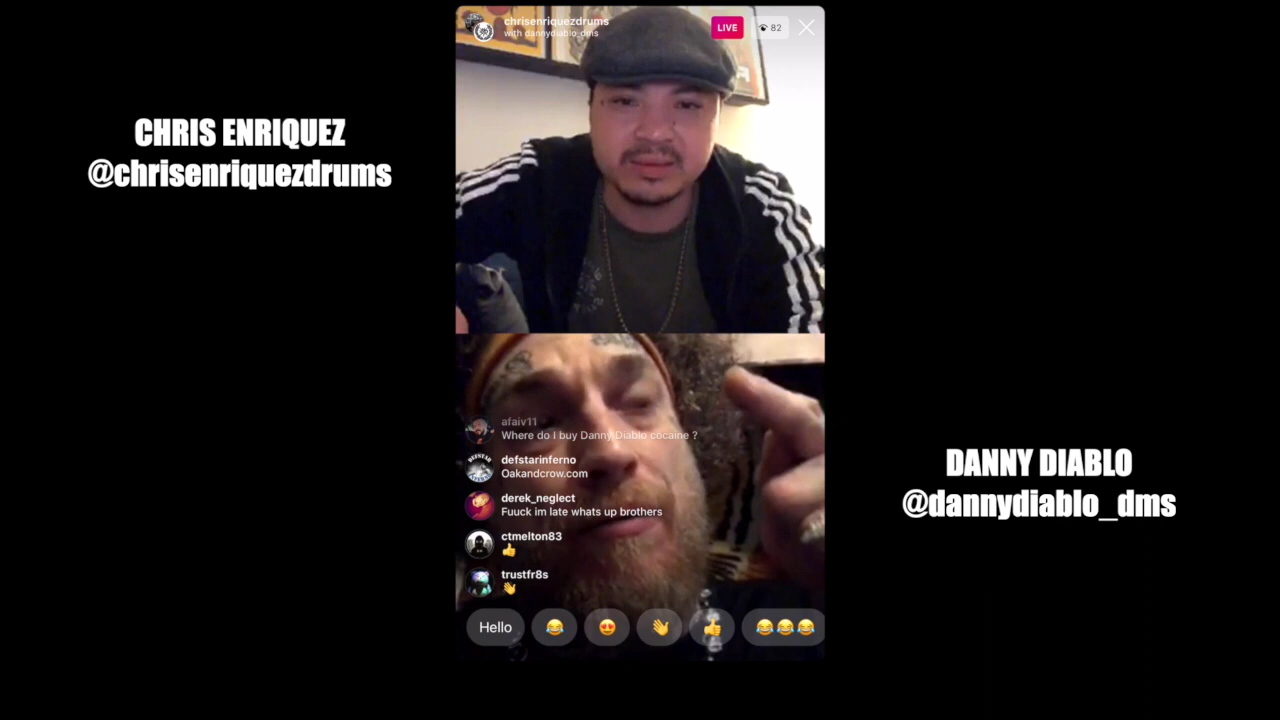 CHRIS ENRIQUEZ
@chrisenriquezdrums
chrisenriquezdrums
with dannydiablo_dms
LIVE
82
afaiv11
Where do I buy Danny Diablo cocaine ?
defstarinferno
Oakandcrow.com
derek_neglect
Fuuck im late whats up brothers
ctmelton83
👍
trustfr8s
👋
Hello 😂 😍 👋 👍 😂😂😂
DANNY DIABLO
@dannydiablo_dms